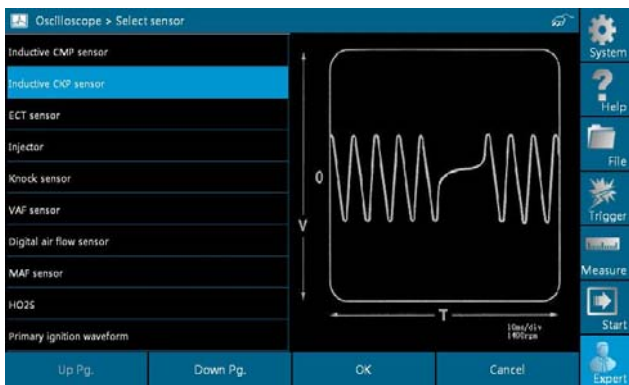 Oscilloscope > Select sensor
Inductive CMP sensor
Inductive CKP sensor
ECT sensor
Injector
Knock sensor
VAF sensor
Digital air flow sensor
MAF sensor
HO2S
Primary ignition waveform
0
V
T
10ms/div
1400rpm
Up Pg.
Down Pg.
OK
Cancel
System
Help
File
Trigger
Measure
Start
Expert